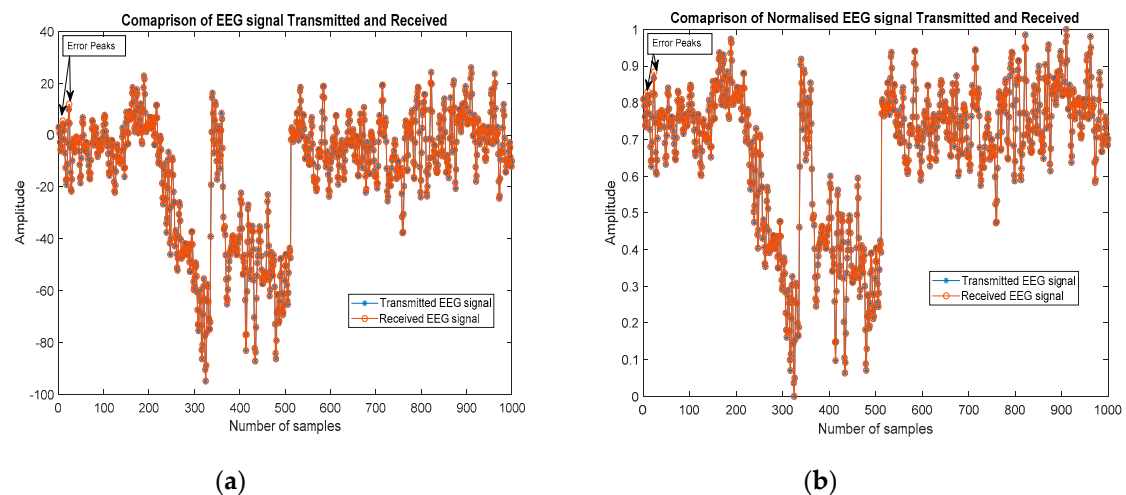 Comaprison of EEG signal Transmitted and Received
40
20
0
-20
-40
-60
-80
-100
Amplitude
Error Peaks
Transmitted EEG signal
Received EEG signal
0 100 200 300 400 500 600 700 800 900 1000
Number of samples
(a)
Comaprison of Normalised EEG signal Transmitted and Received
1
0.9
0.8
0.7
0.6
0.5
0.4
0.3
0.2
0.1
0
Amplitude
Error Peaks
Transmitted EEG signal
Received EEG signal
0 100 200 300 400 500 600 700 800 900 1000
Number of samples
(b)